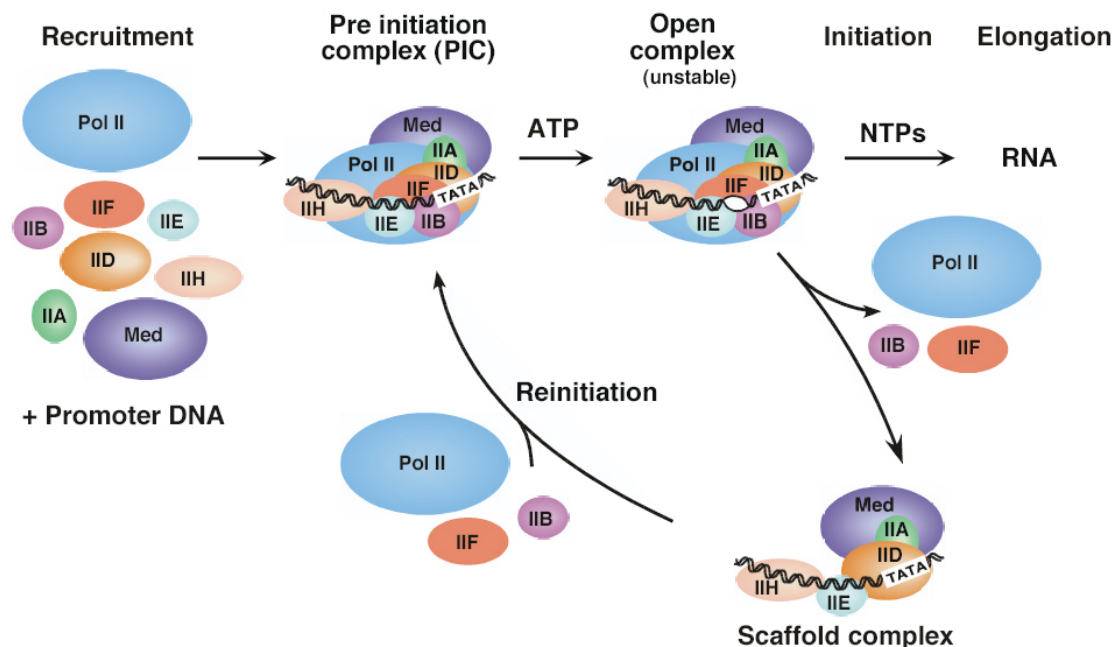 Recruitment
Pre initiation
complex (PIC)
Open
complex
(unstable)
Initiation
Elongation
Pol II
IIF
IIB
IIE
IID
IIH
IIA
Med
+ Promoter DNA
Med
IIA
Pol II
IID
IIF
TATA
IIH
IIE
IIB
ATP
Med
IIA
Pol II
IID
IIF
TATA
IIH
IIE
IIB
NTPs
RNA
Pol II
IIB
IIF
Reinitiation
Pol II
IIB
IIF
Med
IIA
IID
TATA
IIH
IIE
Scaffold complex